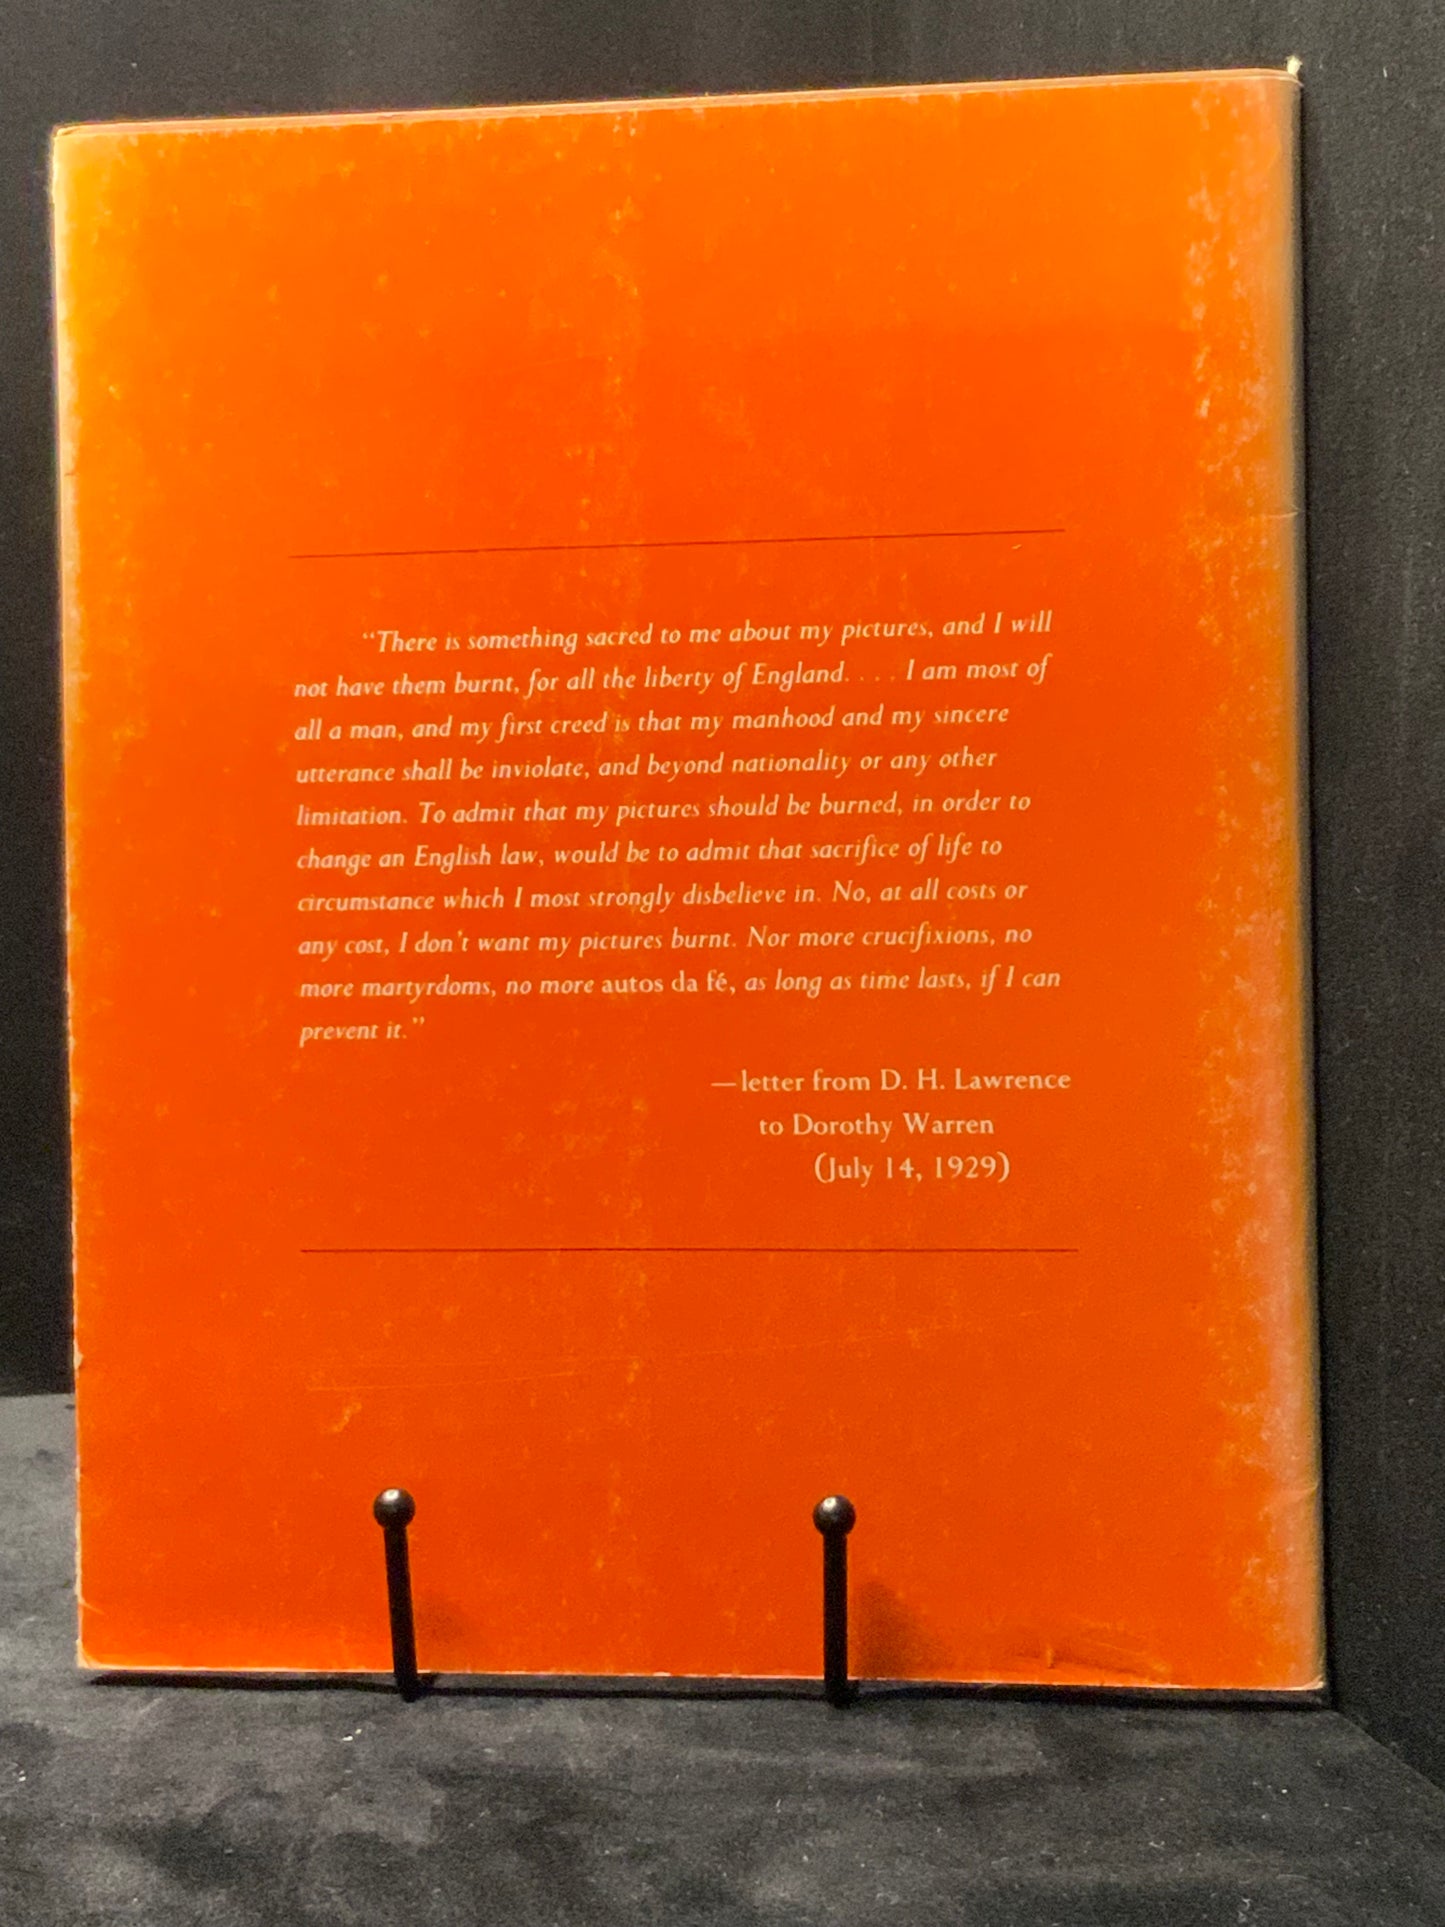 “There is something sacred to me about my pictures, and I will
not have them burnt, for all the liberty of England. . . . I am most of
all a man, and my first creed is that my manhood and my sincere
utterance shall be inviolate, and beyond nationality or any other
limitation. To admit that my pictures should be burned, in order to
change an English law, would be to admit that sacrifice of life to
circumstance which I most strongly disbelieve in. No, at all costs or
any cost, I don't want my pictures burnt. Nor more crucifixions, no
more martyrdoms, no more autos da fé, as long as time lasts, if I can
prevent it.”
—letter from D. H. Lawrence
to Dorothy Warren
(July 14, 1929)